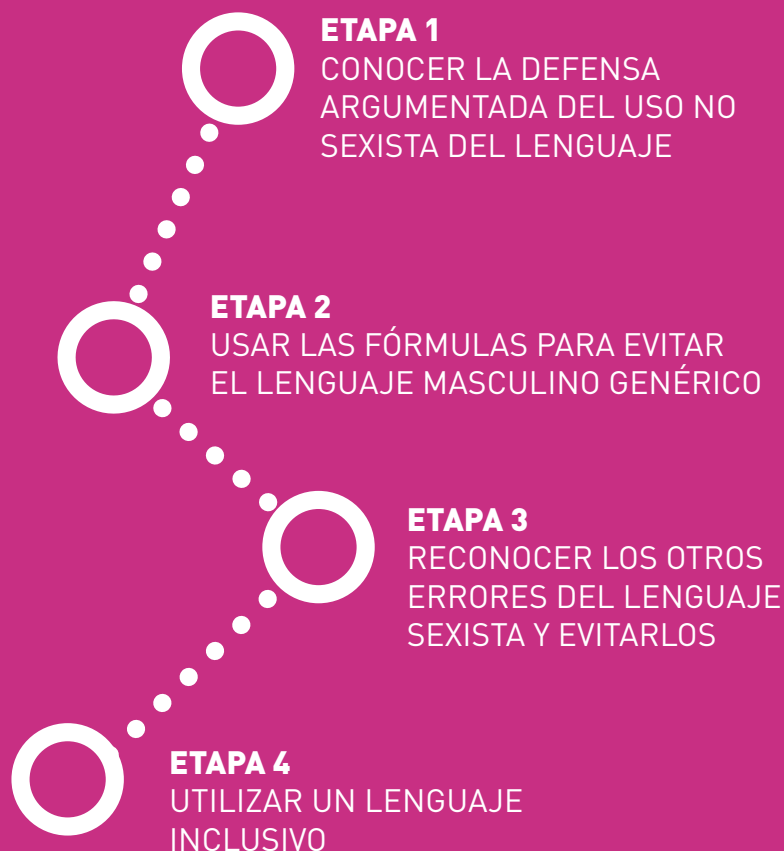 ETAPA 1
CONOCER LA DEFENSA
ARGUMENTADA DEL USO NO
SEXISTA DEL LENGUAJE
ETAPA 2
USAR LAS FÓRMULAS PARA EVITAR
EL LENGUAJE MASCULINO GENÉRICO
ETAPA 3
RECONOCER LOS OTROS
ERRORES DEL LENGUAJE
SEXISTA Y EVITARLOS
ETAPA 4
UTILIZAR UN LENGUAJE
INCLUSIVO